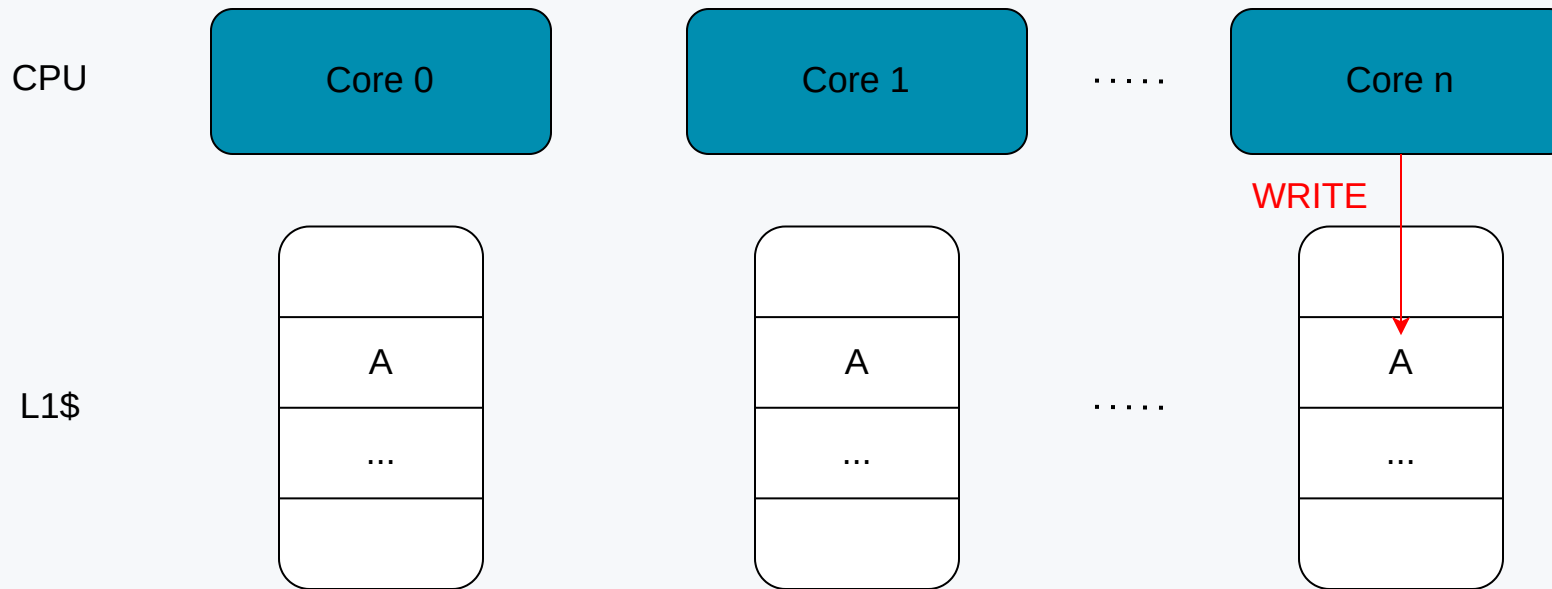 CPU
Core 0
Core 1
.....
Core n
WRITE
L1$
A
A
.....
A
...
...
...